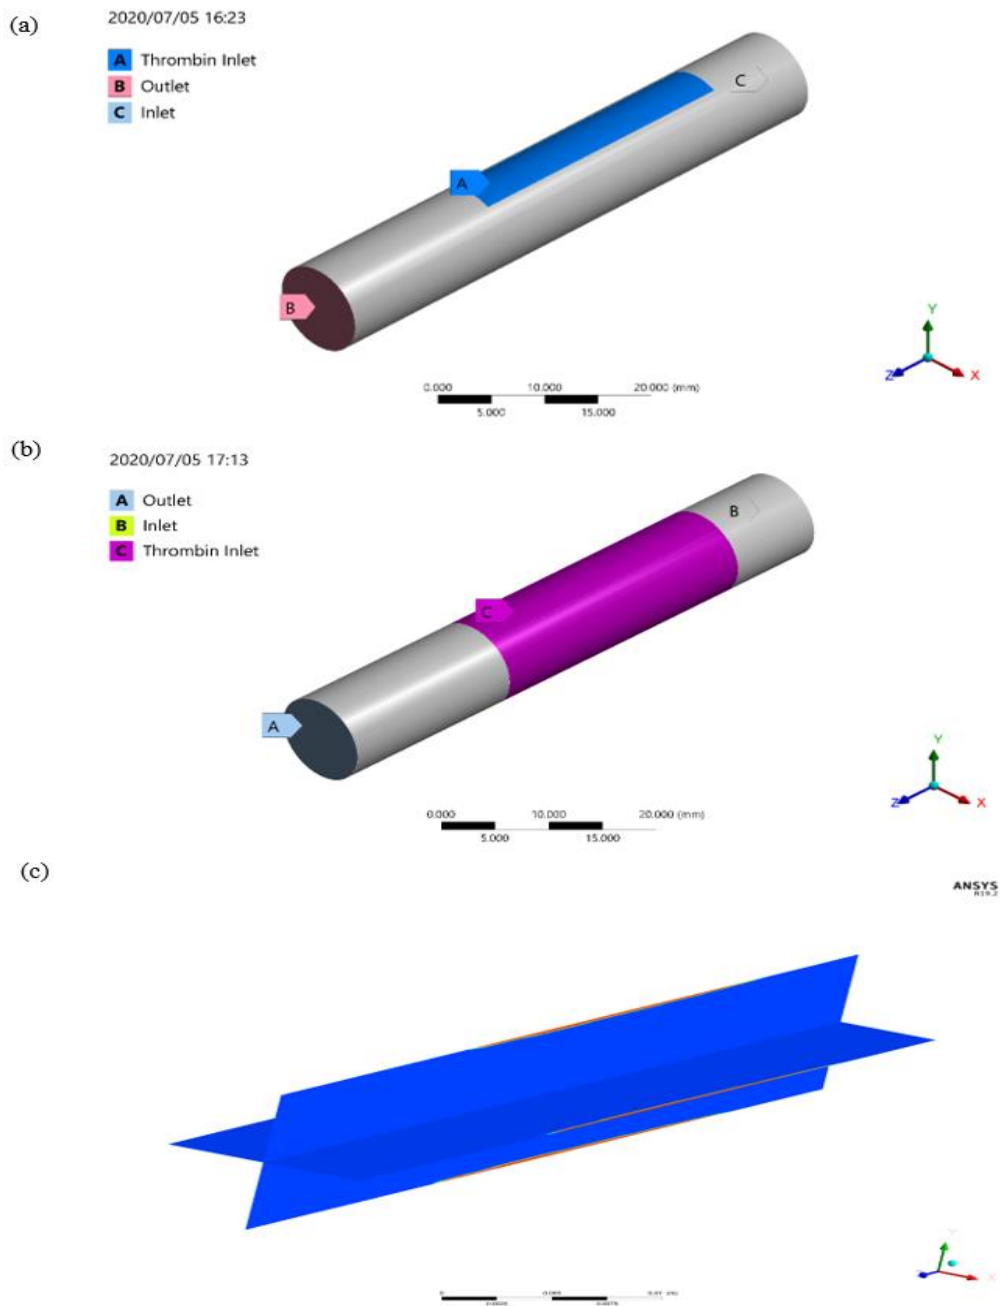 (a)
2020/07/05 16:23
A Thrombin Inlet
B Outlet
C Inlet
C
A
B
Y
Z X
0.000 10.000 20.000 (mm)
5.000 15.000
(b)
2020/07/05 17:13
A Outlet
B Inlet
C Thrombin Inlet
B
C
A
Y
Z X
0.000 10.000 20.000 (mm)
5.000 15.000
(c)
ANSYS
R19.2